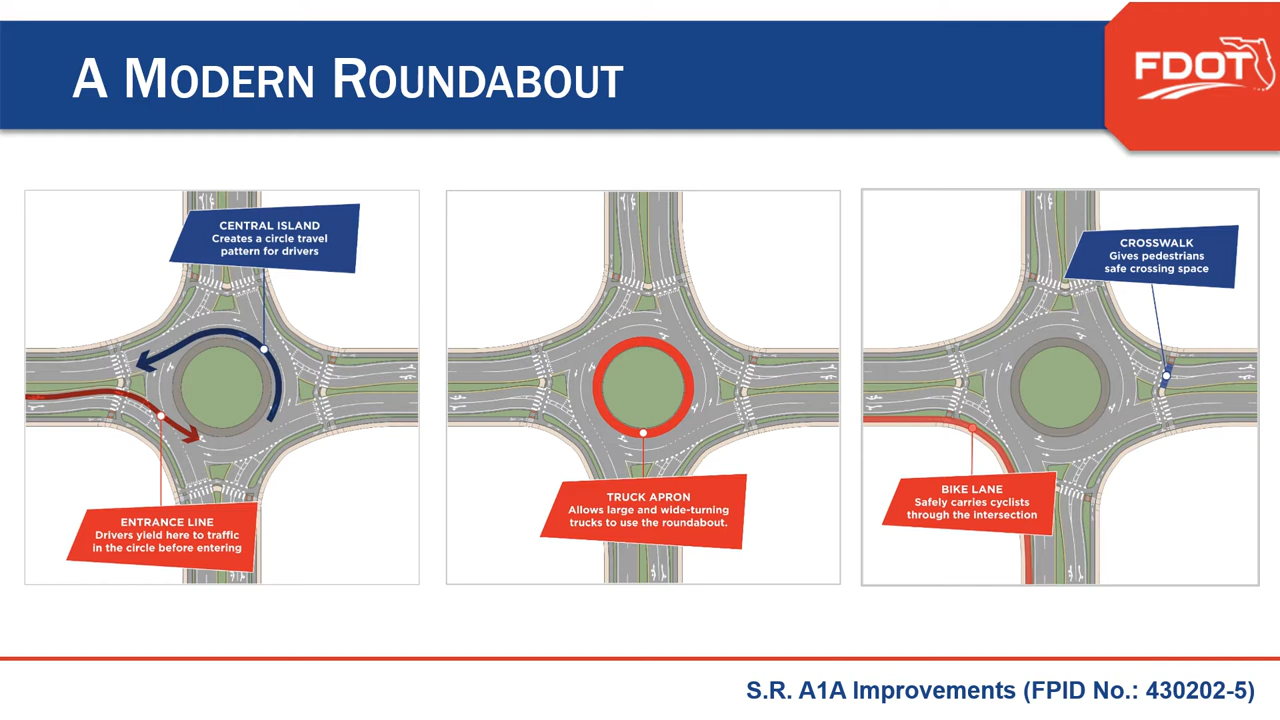 A Modern Roundabout
FDOT
CENTRAL ISLAND
Creates a circle travel
pattern for drivers
ENTRANCE LINE
Drivers yield here to traffic
in the circle before entering
TRUCK APRON
Allows large and wide-turning
trucks to use the roundabout.
CROSSWALK
Gives pedestrians
safe crossing space
BIKE LANE
Safely carries cyclists
through the intersection
S.R. A1A Improvements (FPID No.: 430202-5)